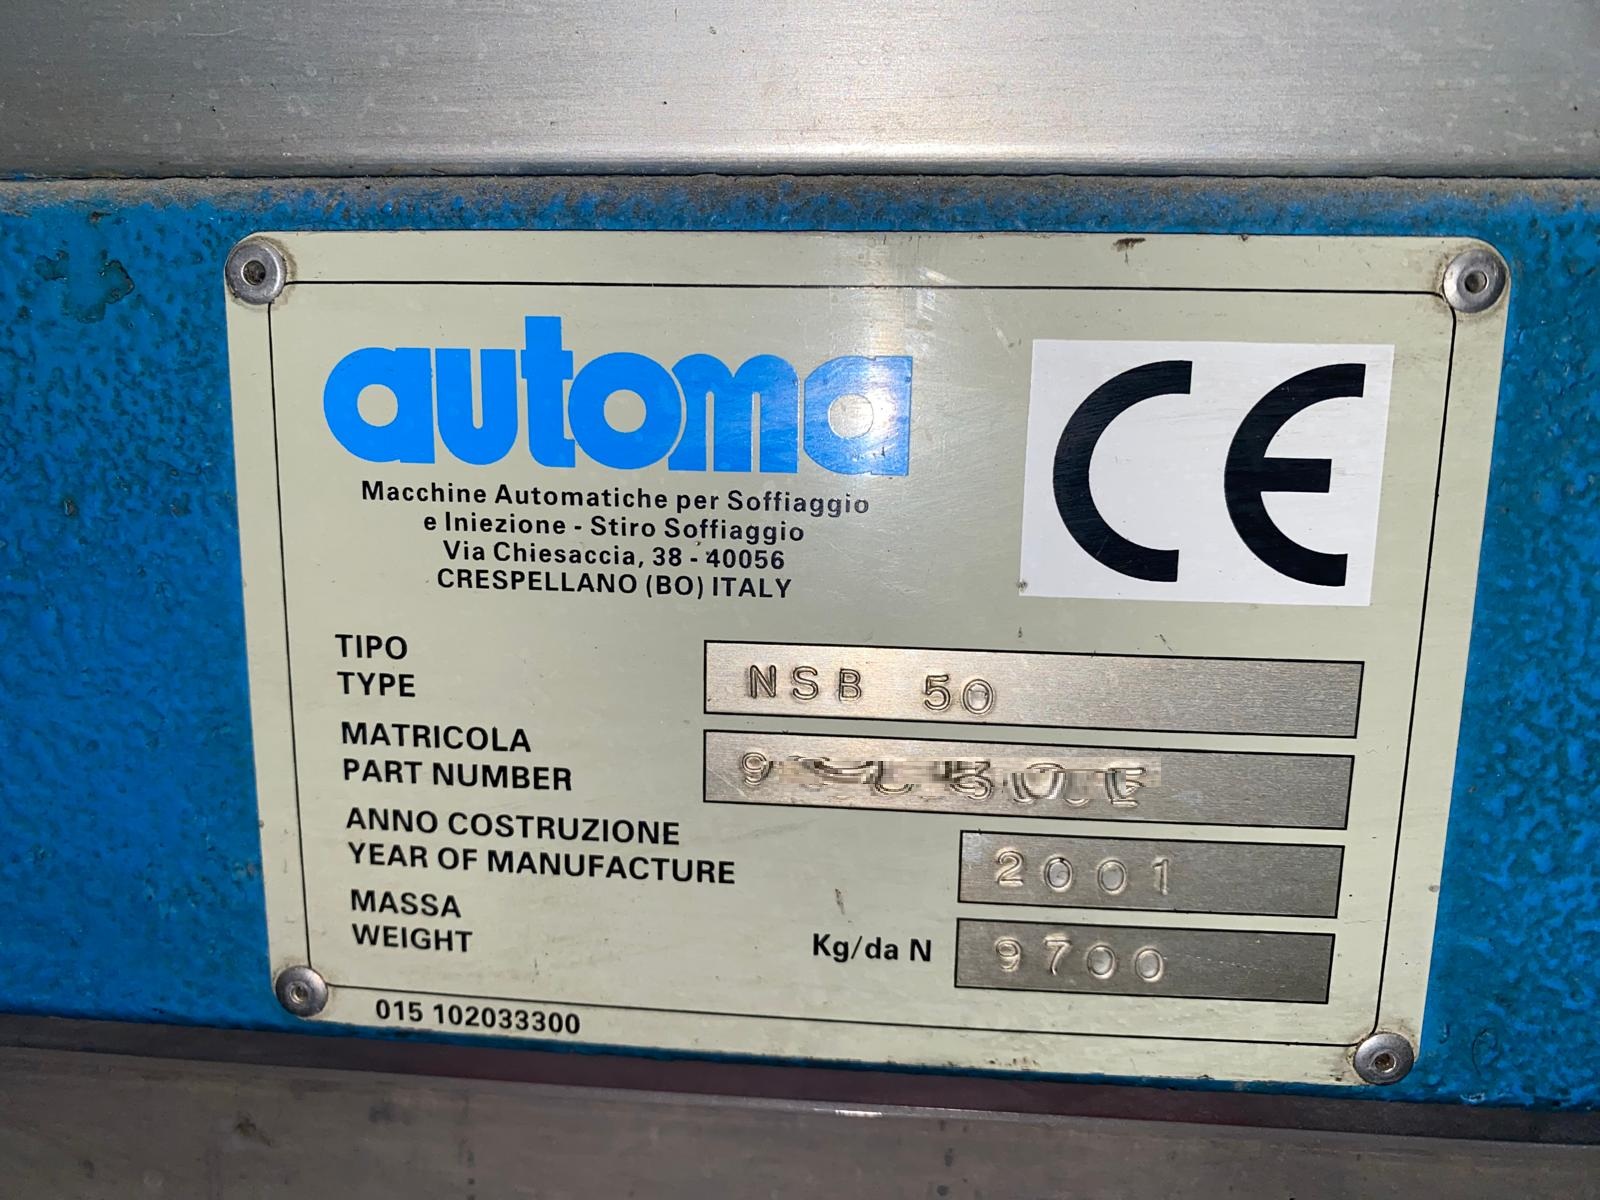 automa
CE
Macchine Automatiche per Soffiaggio
e Iniezione - Stiro Soffiaggio
Via Chiesaccia, 38 - 40056
CRESPELLANO (BO) ITALY
TIPO
TYPE
NSB 50
MATRICOLA
PART NUMBER
ANNO COSTRUZIONE
YEAR OF MANUFACTURE
2001
MASSA
WEIGHT
Kg/da N
9700
015 102033300